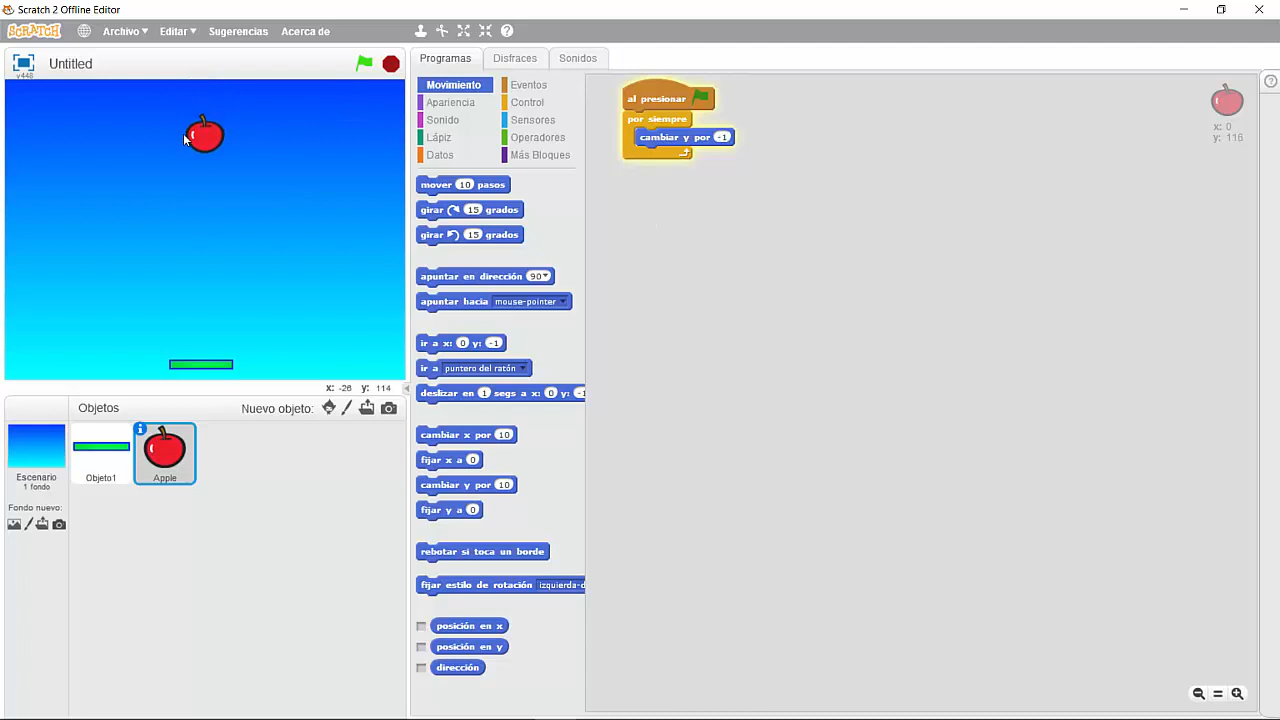 Scratch 2 Offline Editor
SCRATCH Archivo Editar Sugerencias Acerca de
v448 Untitled
Programas Disfraces Sonidos
Movimiento Eventos
Apariencia Control
Sonido Sensores
Lápiz Operadores
Datos Más Bloques
mover 10 pasos
girar 15 grados
girar 15 grados
apuntar en dirección 90
apuntar hacia mouse-pointer
ir a x: 0 y: -1
ir a puntero del ratón
deslizar en 1 segs a x: 0 y: -1
cambiar x por 10
fijar x a 0
cambiar y por 10
fijar y a 0
rebotar si toca un borde
fijar estilo de rotación izquierda-d
posición en x
posición en y
dirección
al presionar
por siempre
cambiar y por -1
x: 0
y: 116
x: -26 y: 114
Objetos Nuevo objeto:
Escenario
1 fondo
Fondo nuevo:
Objeto1
Apple